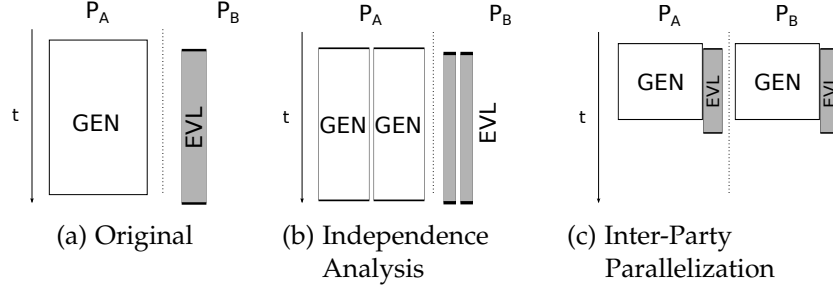 P_A P_B
t
GEN
EVL
(a) Original
P_A P_B
t
GEN GEN
EVL
(b) Independence
Analysis
P_A P_B
t
GEN EVL GEN EVL
(c) Inter-Party
Parallelization